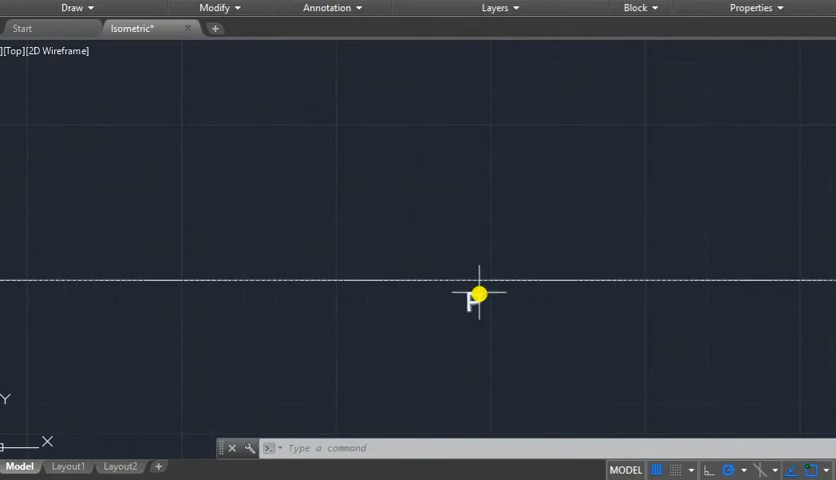 Draw Modify Annotation Layers Block Properties
Start Isometric*
][Top][2D Wireframe]
P
Y
X
Type a command
Model Layout1 Layout2 MODEL